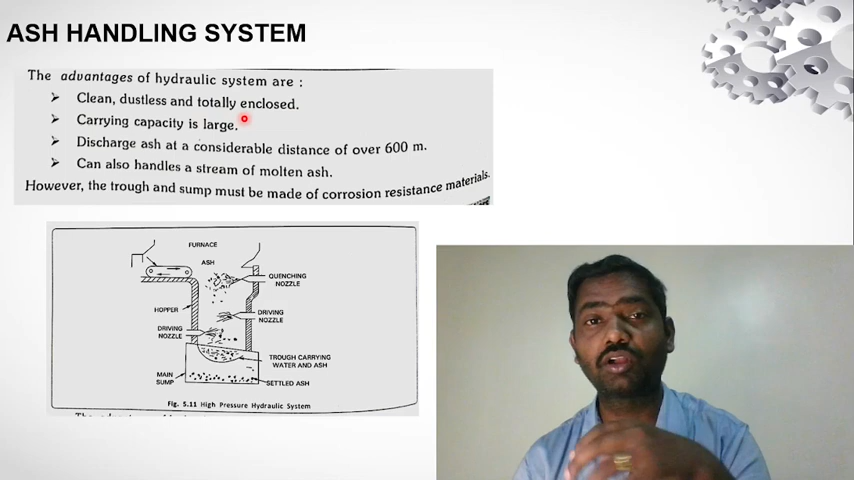 ASH HANDLING SYSTEM
The advantages of hydraulic system are :
➢ Clean, dustless and totally enclosed.
➢ Carrying capacity is large.
➢ Discharge ash at a considerable distance of over 600 m.
➢ Can also handles a stream of molten ash.
However, the trough and sump must be made of corrosion resistance materials.
FURNACE
ASH
QUENCHING
NOZZLE
HOPPER
DRIVING
NOZZLE
DRIVING
NOZZLE
TROUGH CARRYING
WATER AND ASH
MAIN
SUMP
SETTLED ASH
Fig. 5.11 High Pressure Hydraulic System